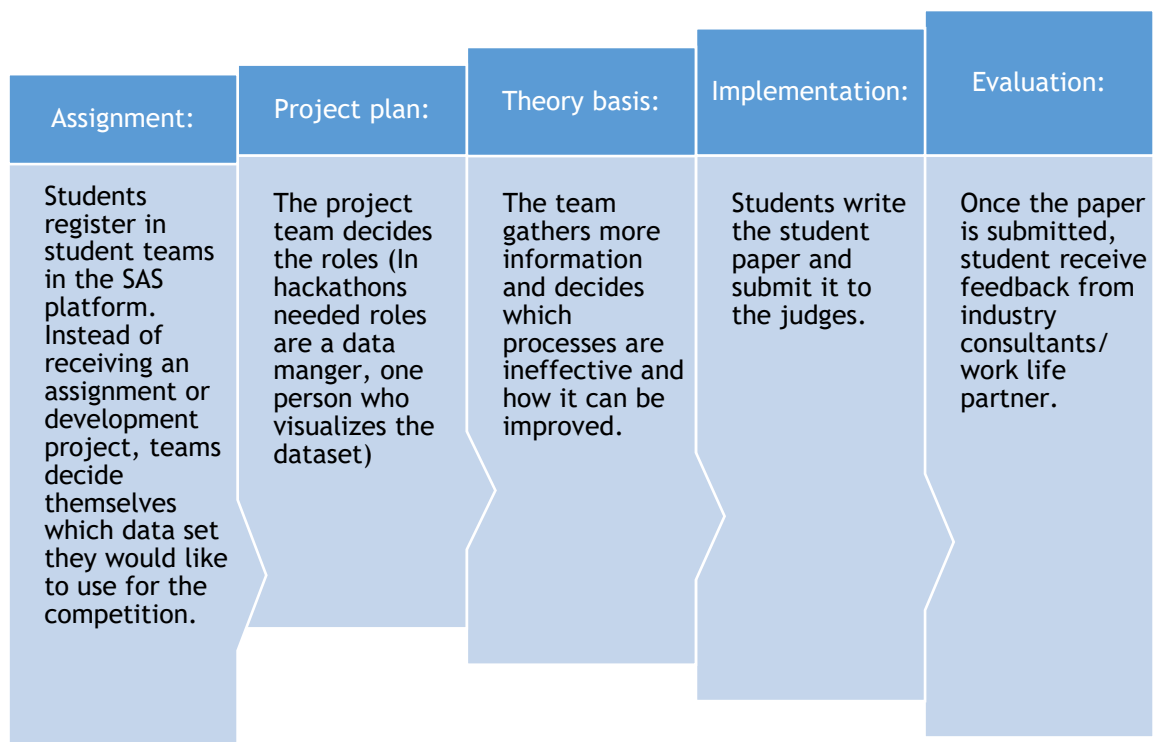 Assignment:
Students
register in
student teams
in the SAS
platform.
Instead of
receiving an
assignment or
development
project, teams
decide
themselves
which data set
they would like
to use for the
competition.
Project plan:
The project
team decides
the roles (In
hackathons
needed roles
are a data
manger, one
person who
visualizes the
dataset)
Theory basis:
The team
gathers more
information
and decides
which
processes are
ineffective and
how it can be
improved.
Implementation:
Students write
the student
paper and
submit it to
the judges.
Evaluation:
Once the paper
is submitted,
student receive
feedback from
industry
consultants/
work life
partner.